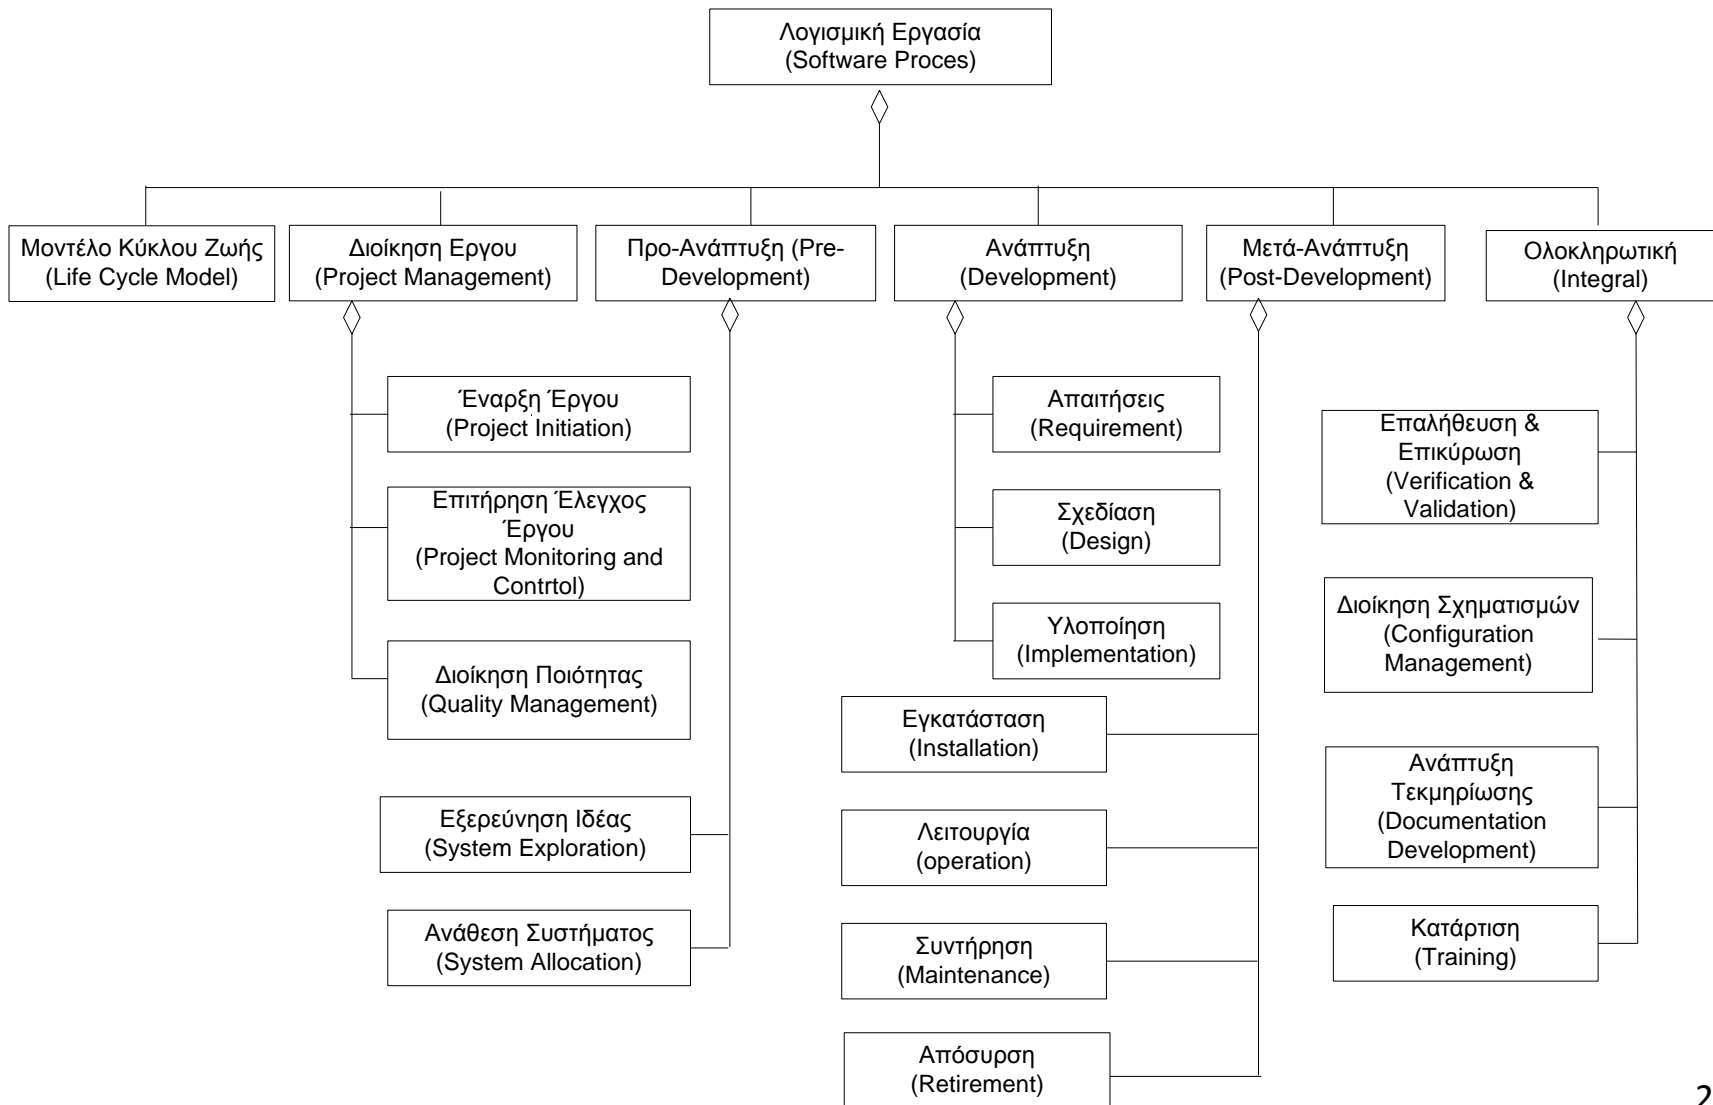 Λογισμική Εργασία
(Software Proces)
Μοντέλο Κύκλου Ζωής
(Life Cycle Model)
Διοίκηση Εργου
(Project Management)
Προ-Ανάπτυξη (Pre-
Development)
Ανάπτυξη
(Development)
Μετά-Ανάπτυξη
(Post-Development)
Ολοκληρωτική
(Integral)
Έναρξη Έργου
(Project Initiation)
Επιτήρηση Έλεγχος
Έργου
(Project Monitoring and
Contrtol)
Διοίκηση Ποιότητας
(Quality Management)
Εξερεύνηση Ιδέας
(System Exploration)
Ανάθεση Συστήματος
(System Allocation)
Απαιτήσεις
(Requirement)
Σχεδίαση
(Design)
Υλοποίηση
(Implementation)
Εγκατάσταση
(Installation)
Λειτουργία
(operation)
Συντήρηση
(Maintenance)
Απόσυρση
(Retirement)
Επαλήθευση &
Επικύρωση
(Verification &
Validation)
Διοίκηση Σχηματισμών
(Configuration
Management)
Ανάπτυξη
Τεκμηρίωσης
(Documentation
Development)
Κατάρτιση
(Training)
2